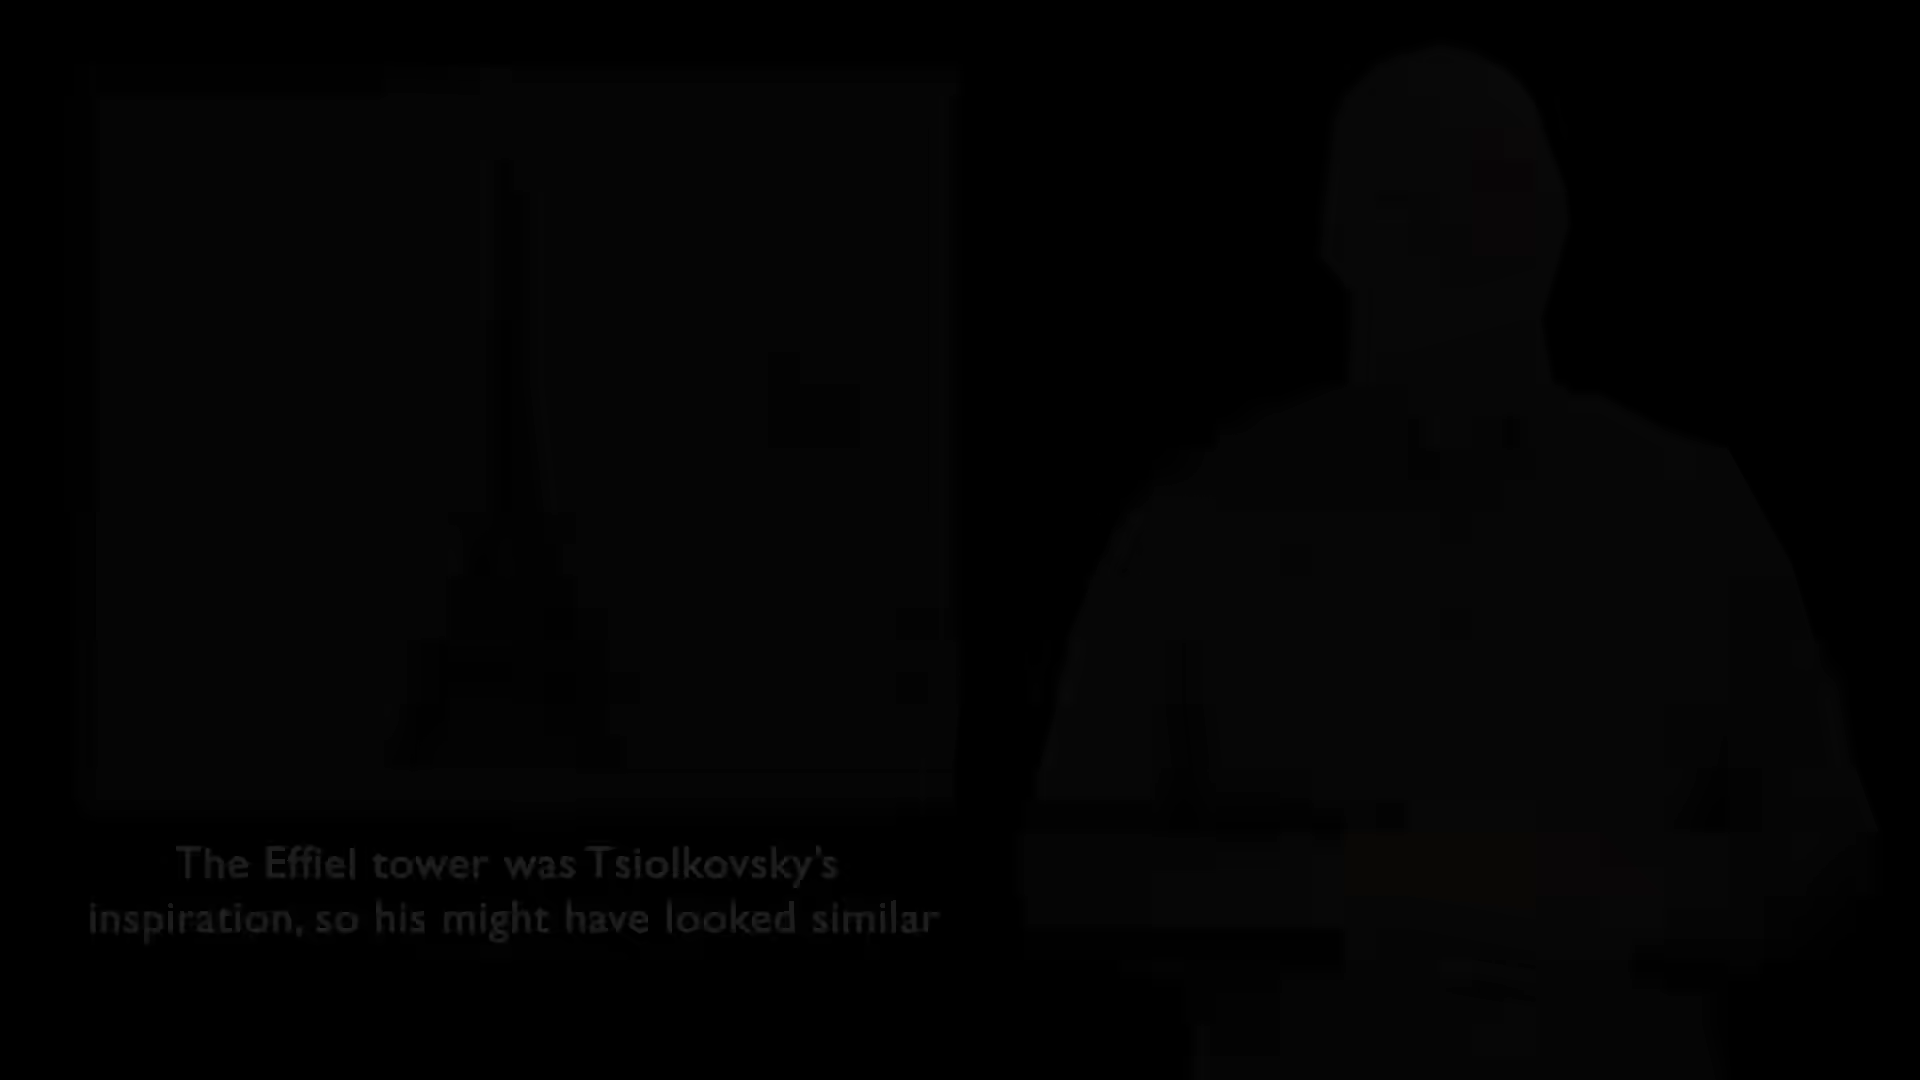 The Effiel tower was Tsiolkovsky's
inspiration, so his might have looked similar